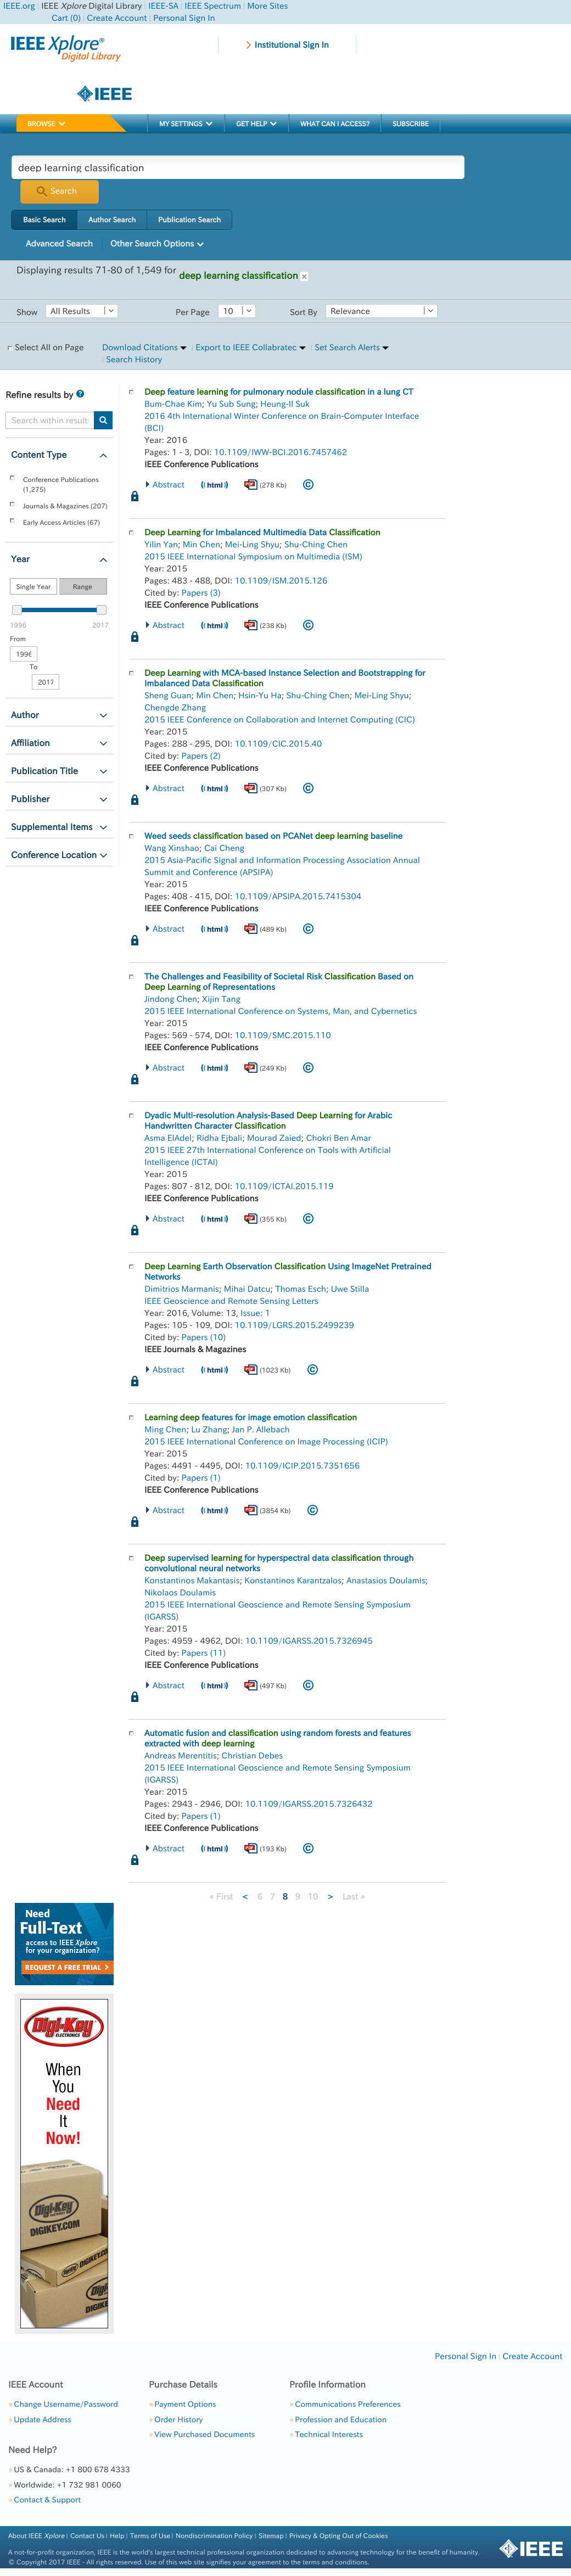 IEEE.org | IEEE Xplore Digital Library | IEEE-SA | IEEE Spectrum | More Sites
Cart (0) | Create Account | Personal Sign In
IEEE Xplore®
Digital Library
Institutional Sign In
IEEE
BROWSE
MY SETTINGS
GET HELP
WHAT CAN I ACCESS?
SUBSCRIBE
deep learning classification
Search
Basic Search
Author Search
Publication Search
Advanced Search
Other Search Options
Displaying results 71-80 of 1,549 for deep learning classification ×
Show
All Results
Per Page
10
Sort By
Relevance
Select All on Page
Download Citations | Export to IEEE Collabratec | Set Search Alerts
| Search History
Refine results by ?
Search within result
Content Type
Conference Publications
(1,275)
Journals & Magazines (207)
Early Access Articles (67)
Year
Single Year
Range
1996
2017
From
1996
To
2017
Author
Affiliation
Publication Title
Publisher
Supplemental Items
Conference Location
Deep feature learning for pulmonary nodule classification in a lung CT
Bum-Chae Kim; Yu Sub Sung; Heung-Il Suk
2016 4th International Winter Conference on Brain-Computer Interface
(BCI)
Year: 2016
Pages: 1 - 3, DOI: 10.1109/IWW-BCI.2016.7457462
IEEE Conference Publications
Abstract (html) PDF (278 Kb) ©
Deep Learning for Imbalanced Multimedia Data Classification
Yilin Yan; Min Chen; Mei-Ling Shyu; Shu-Ching Chen
2015 IEEE International Symposium on Multimedia (ISM)
Year: 2015
Pages: 483 - 488, DOI: 10.1109/ISM.2015.126
Cited by: Papers (3)
IEEE Conference Publications
Abstract (html) PDF (238 Kb) ©
Deep Learning with MCA-based Instance Selection and Bootstrapping for
Imbalanced Data Classification
Sheng Guan; Min Chen; Hsin-Yu Ha; Shu-Ching Chen; Mei-Ling Shyu;
Chengde Zhang
2015 IEEE Conference on Collaboration and Internet Computing (CIC)
Year: 2015
Pages: 288 - 295, DOI: 10.1109/CIC.2015.40
Cited by: Papers (2)
IEEE Conference Publications
Abstract (html) PDF (307 Kb) ©
Weed seeds classification based on PCANet deep learning baseline
Wang Xinshao; Cai Cheng
2015 Asia-Pacific Signal and Information Processing Association Annual
Summit and Conference (APSIPA)
Year: 2015
Pages: 408 - 415, DOI: 10.1109/APSIPA.2015.7415304
IEEE Conference Publications
Abstract (html) PDF (489 Kb) ©
The Challenges and Feasibility of Societal Risk Classification Based on
Deep Learning of Representations
Jindong Chen; Xijin Tang
2015 IEEE International Conference on Systems, Man, and Cybernetics
Year: 2015
Pages: 569 - 574, DOI: 10.1109/SMC.2015.110
IEEE Conference Publications
Abstract (html) PDF (249 Kb) ©
Dyadic Multi-resolution Analysis-Based Deep Learning for Arabic
Handwritten Character Classification
Asma ElAdel; Ridha Ejbali; Mourad Zaied; Chokri Ben Amar
2015 IEEE 27th International Conference on Tools with Artificial
Intelligence (ICTAI)
Year: 2015
Pages: 807 - 812, DOI: 10.1109/ICTAI.2015.119
IEEE Conference Publications
Abstract (html) PDF (355 Kb) ©
Deep Learning Earth Observation Classification Using ImageNet Pretrained
Networks
Dimitrios Marmanis; Mihai Datcu; Thomas Esch; Uwe Stilla
IEEE Geoscience and Remote Sensing Letters
Year: 2016, Volume: 13, Issue: 1
Pages: 105 - 109, DOI: 10.1109/LGRS.2015.2499239
Cited by: Papers (10)
IEEE Journals & Magazines
Abstract (html) PDF (1023 Kb) ©
Learning deep features for image emotion classification
Ming Chen; Lu Zhang; Jan P. Allebach
2015 IEEE International Conference on Image Processing (ICIP)
Year: 2015
Pages: 4491 - 4495, DOI: 10.1109/ICIP.2015.7351656
Cited by: Papers (1)
IEEE Conference Publications
Abstract (html) PDF (3854 Kb) ©
Deep supervised learning for hyperspectral data classification through
convolutional neural networks
Konstantinos Makantasis; Konstantinos Karantzalos; Anastasios Doulamis;
Nikolaos Doulamis
2015 IEEE International Geoscience and Remote Sensing Symposium
(IGARSS)
Year: 2015
Pages: 4959 - 4962, DOI: 10.1109/IGARSS.2015.7326945
Cited by: Papers (11)
IEEE Conference Publications
Abstract (html) PDF (497 Kb) ©
Automatic fusion and classification using random forests and features
extracted with deep learning
Andreas Merentitis; Christian Debes
2015 IEEE International Geoscience and Remote Sensing Symposium
(IGARSS)
Year: 2015
Pages: 2943 - 2946, DOI: 10.1109/IGARSS.2015.7326432
Cited by: Papers (1)
IEEE Conference Publications
Abstract (html) PDF (193 Kb) ©
« First < 6 7 8 9 10 > Last »
Need
Full-Text
access to IEEE Xplore
for your organization?
REQUEST A FREE TRIAL >
Digi-Key
ELECTRONICS
When
You
Need
It
Now!
Digi-Key
DIGIKEY.COM
Personal Sign In | Create Account
IEEE Account
» Change Username/Password
» Update Address
Purchase Details
» Payment Options
» Order History
» View Purchased Documents
Profile Information
» Communications Preferences
» Profession and Education
» Technical Interests
Need Help?
» US & Canada: +1 800 678 4333
» Worldwide: +1 732 981 0060
» Contact & Support
About IEEE Xplore | Contact Us | Help | Terms of Use | Nondiscrimination Policy | Sitemap | Privacy & Opting Out of Cookies
A not-for-profit organization, IEEE is the world's largest technical professional organization dedicated to advancing technology for the benefit of humanity.
© Copyright 2017 IEEE - All rights reserved. Use of this web site signifies your agreement to the terms and conditions.
IEEE